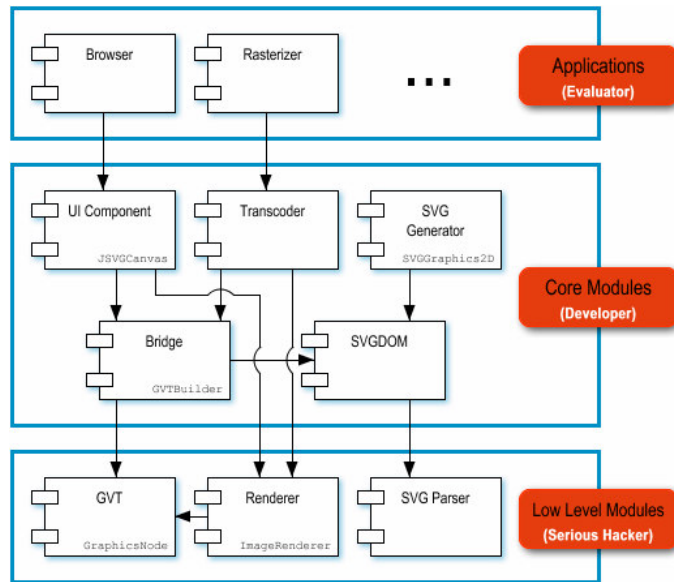 Browser
Rasterizer
...
Applications
(Evaluator)
UI Component
JSVGCanvas
Transcoder
SVG
Generator
SVGGraphics2D
Core Modules
(Developer)
Bridge
GVTBuilder
SVGDOM
GVT
GraphicsNode
Renderer
ImageRenderer
SVG Parser
Low Level Modules
(Serious Hacker)